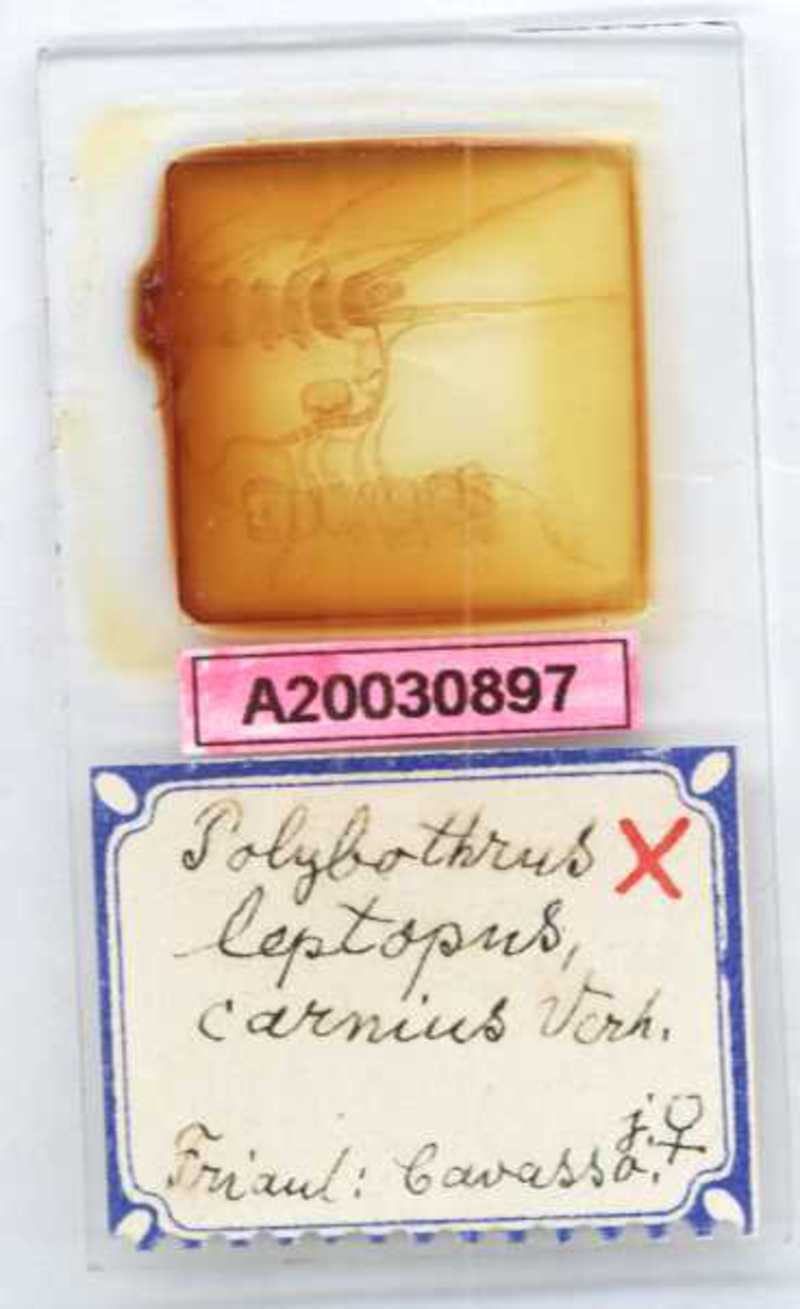 A20030897
Polybothrus X
leptopus,
carnius Verh.
j. ♀
Friaul: Cavasso.